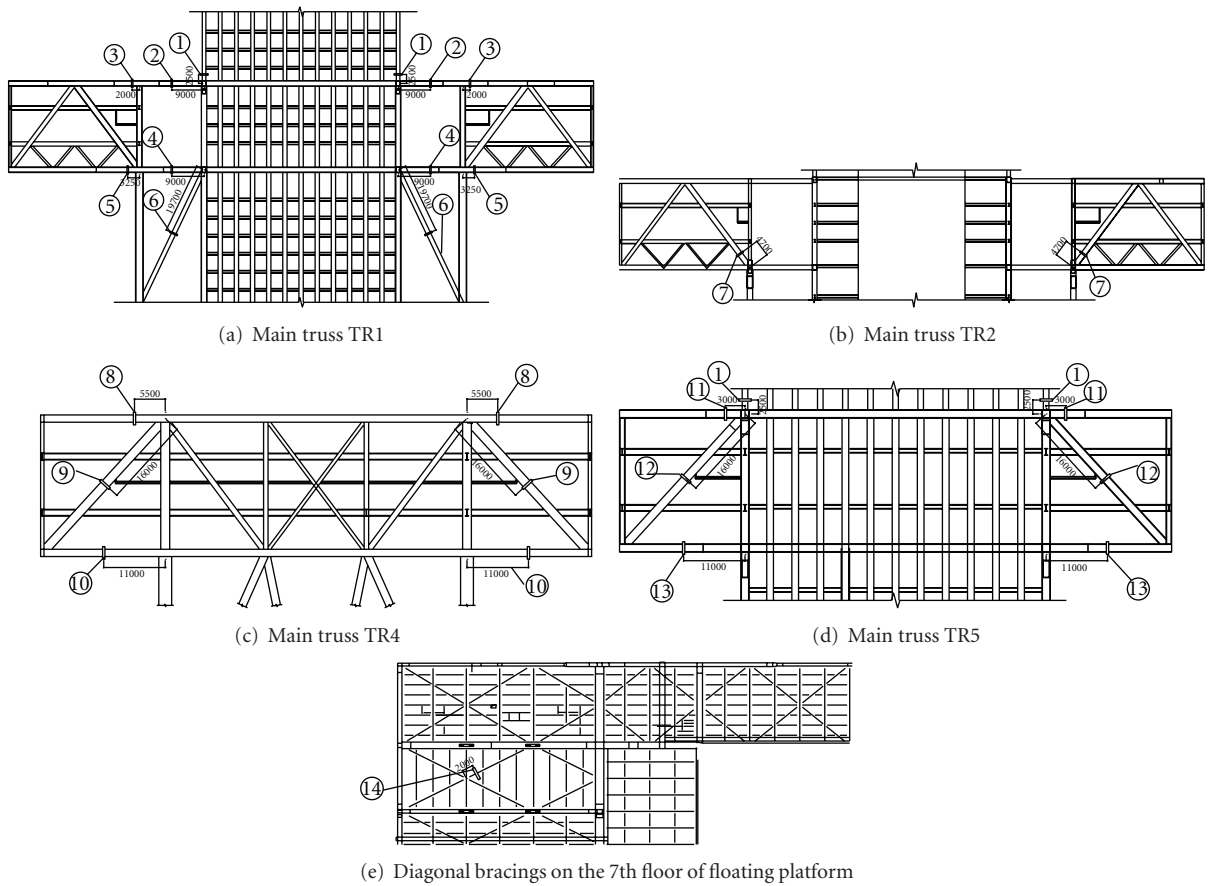 3 2 1 1 2 3
2500 2500
2000 9000 9000 2000
4 4
9000 9000
3250 3250
5 6 19700 19700 6 5
(a) Main truss TR1
4700 4700
7 7
(b) Main truss TR2
8 8
5500 5500
9 16000 16000 9
10 11000 11000 10
(c) Main truss TR4
11 1 1 11
3000 2500 2500 3000
12 16000 16000 12
11000 11000
13 13
(d) Main truss TR5
14 2000
(e) Diagonal bracings on the 7th floor of floating platform